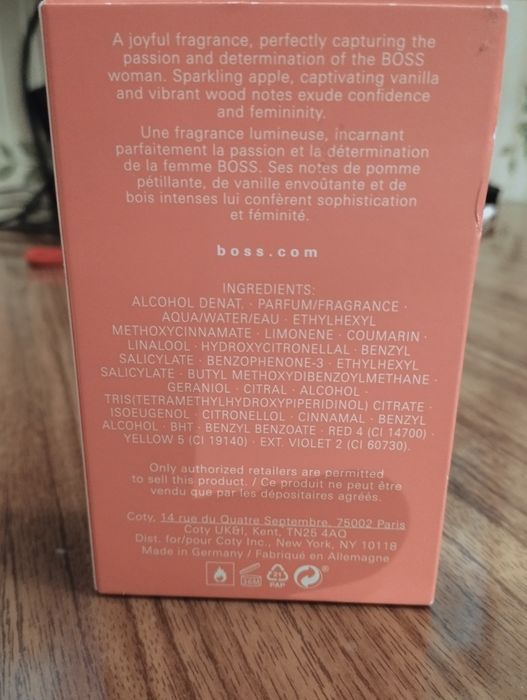 A joyful fragrance, perfectly capturing the
passion and determination of the BOSS
woman. Sparkling apple, captivating vanilla
and vibrant wood notes exude confidence
and femininity.
Une fragrance lumineuse, incarnant
parfaitement la passion et la détermination
de la femme BOSS. Ses notes de pomme
pétillante, de vanille envoûtante et de
bois intenses lui confèrent sophistication
et féminité.
boss.com
INGREDIENTS:
ALCOHOL DENAT. · PARFUM/FRAGRANCE ·
AQUA/WATER/EAU · ETHYLHEXYL
METHOXYCINNAMATE · LIMONENE · COUMARIN ·
LINALOOL · HYDROXYCITRONELLAL · BENZYL
SALICYLATE · BENZOPHENONE-3 · ETHYLHEXYL
SALICYLATE · BUTYL METHOXYDIBENZOYLMETHANE ·
GERANIOL · CITRAL · ALCOHOL ·
TRIS(TETRAMETHYLHYDROXYPIPERIDINOL) CITRATE ·
ISOEUGENOL · CITRONELLOL · CINNAMAL · BENZYL
ALCOHOL · BHT · BENZYL BENZOATE · RED 4 (CI 14700) ·
YELLOW 5 (CI 19140) · EXT. VIOLET 2 (CI 60730).
Only authorized retailers are permitted
to sell this product. / Ce produit ne peut être
vendu que par les dépositaires agréés.
Coty, 14 rue du Quatre Septembre, 75002 Paris
Coty UK&I, Kent, TN25 4AQ
Dist. for/pour Coty Inc., New York, NY 10118
Made in Germany / Fabriqué en Allemagne
36M 21
PAP